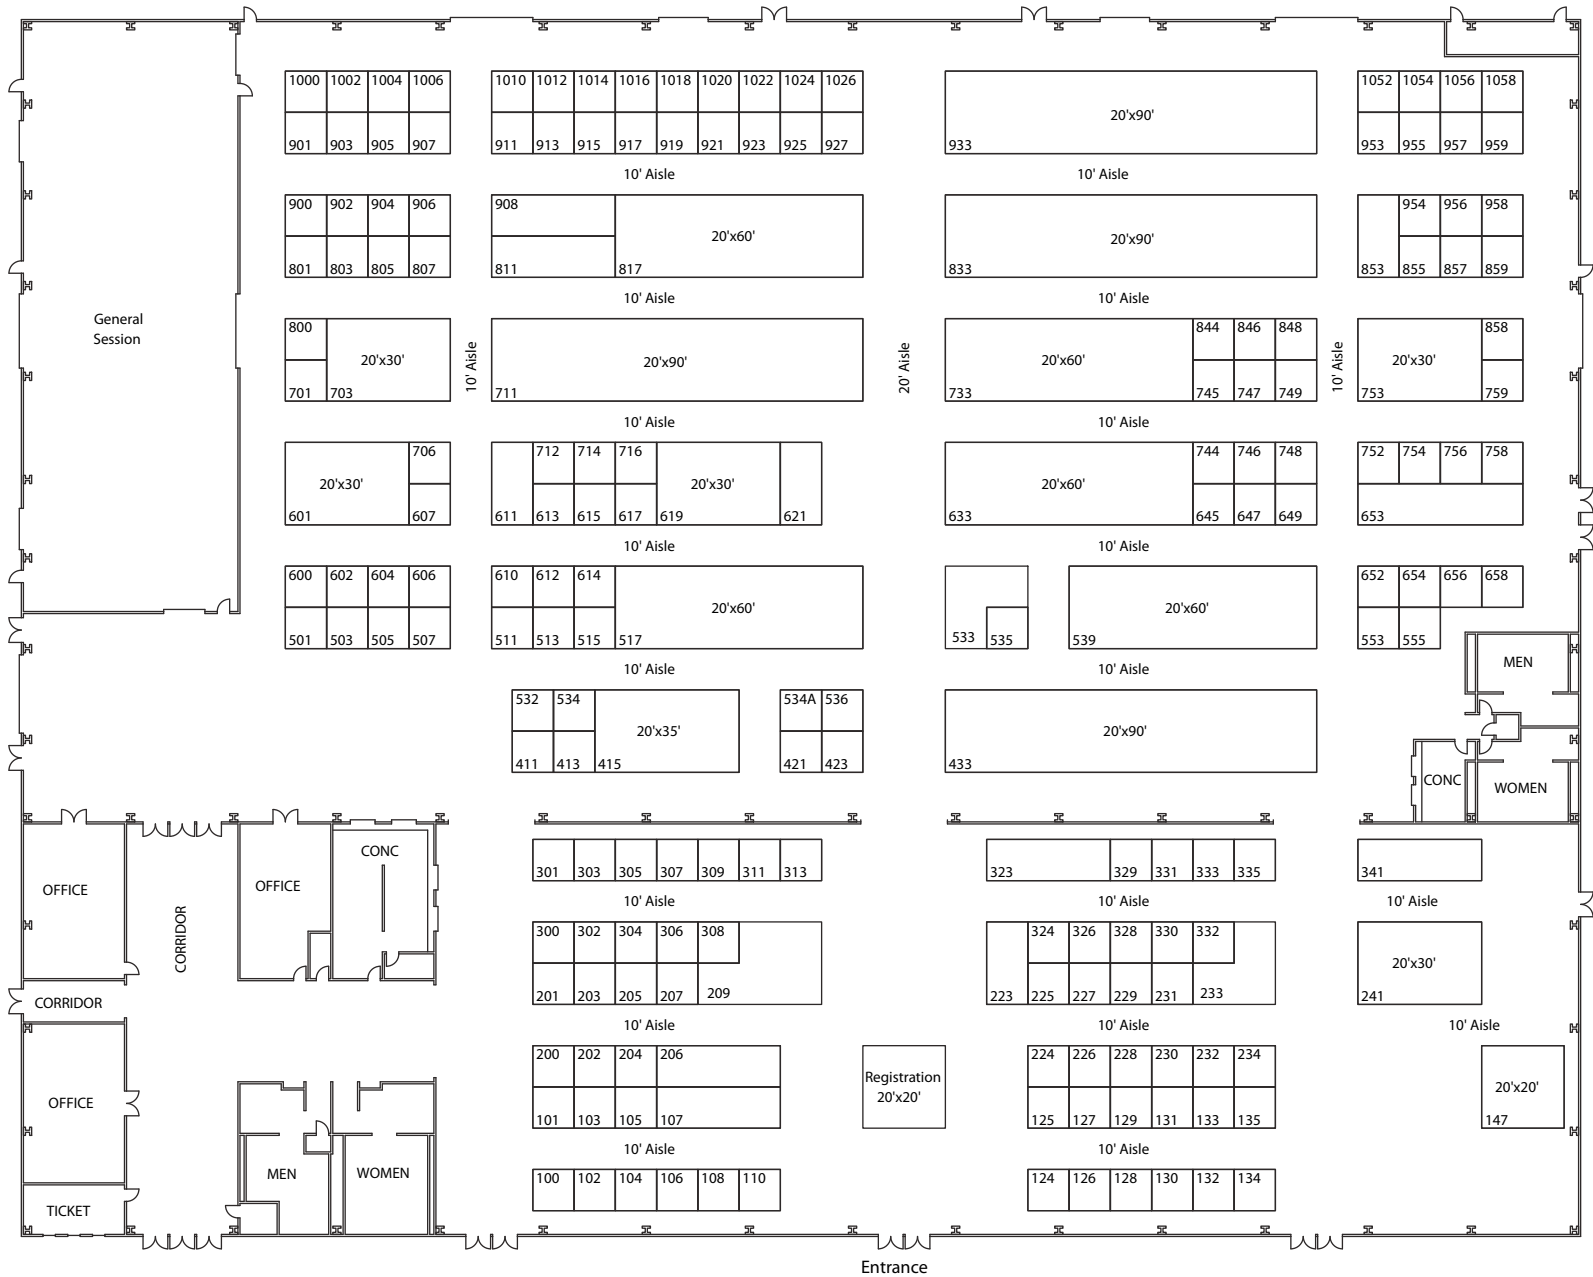 1000 1002 1004 1006 1010 1012 1014 1016 1018 1020 1022 1024 1026 1052 1054 1056 1058
20'x90'
901 903 905 907 911 913 915 917 919 921 923 925 927 933 953 955 957 959
10' Aisle 10' Aisle
900 902 904 906 908 954 956 958
20'x60' 20'x90'
801 803 805 807 811 817 833 853 855 857 859
10' Aisle 10' Aisle
General
Session
800 844 846 848 858
10' Aisle 20' Aisle 10' Aisle
20'x30' 20'x90' 20'x60' 20'x30'
701 703 711 733 745 747 749 753 759
10' Aisle 10' Aisle
706 712 714 716 744 746 748 752 754 756 758
20'x30' 20'x30' 20'x60'
601 607 611 613 615 617 619 621 633 645 647 649 653
10' Aisle 10' Aisle
600 602 604 606 610 612 614 652 654 656 658
20'x60' 20'x60'
501 503 505 507 511 513 515 517 533 535 539 553 555
10' Aisle 10' Aisle
MEN
532 534 534A 536
20'x35' 20'x90'
411 413 415 421 423 433
CONC WOMEN
CONC
301 303 305 307 309 311 313 323 329 331 333 335 341
OFFICE OFFICE
10' Aisle 10' Aisle 10' Aisle
CORRIDOR
300 302 304 306 308 324 326 328 330 332
20'x30'
201 203 205 207 209 223 225 227 229 231 233 241
CORRIDOR
10' Aisle 10' Aisle 10' Aisle
200 202 204 206 224 226 228 230 232 234
Registration
20'x20'
20'x20'
OFFICE
101 103 105 107 125 127 129 131 133 135 147
10' Aisle 10' Aisle
MEN WOMEN
100 102 104 106 108 110 124 126 128 130 132 134
TICKET
Entrance